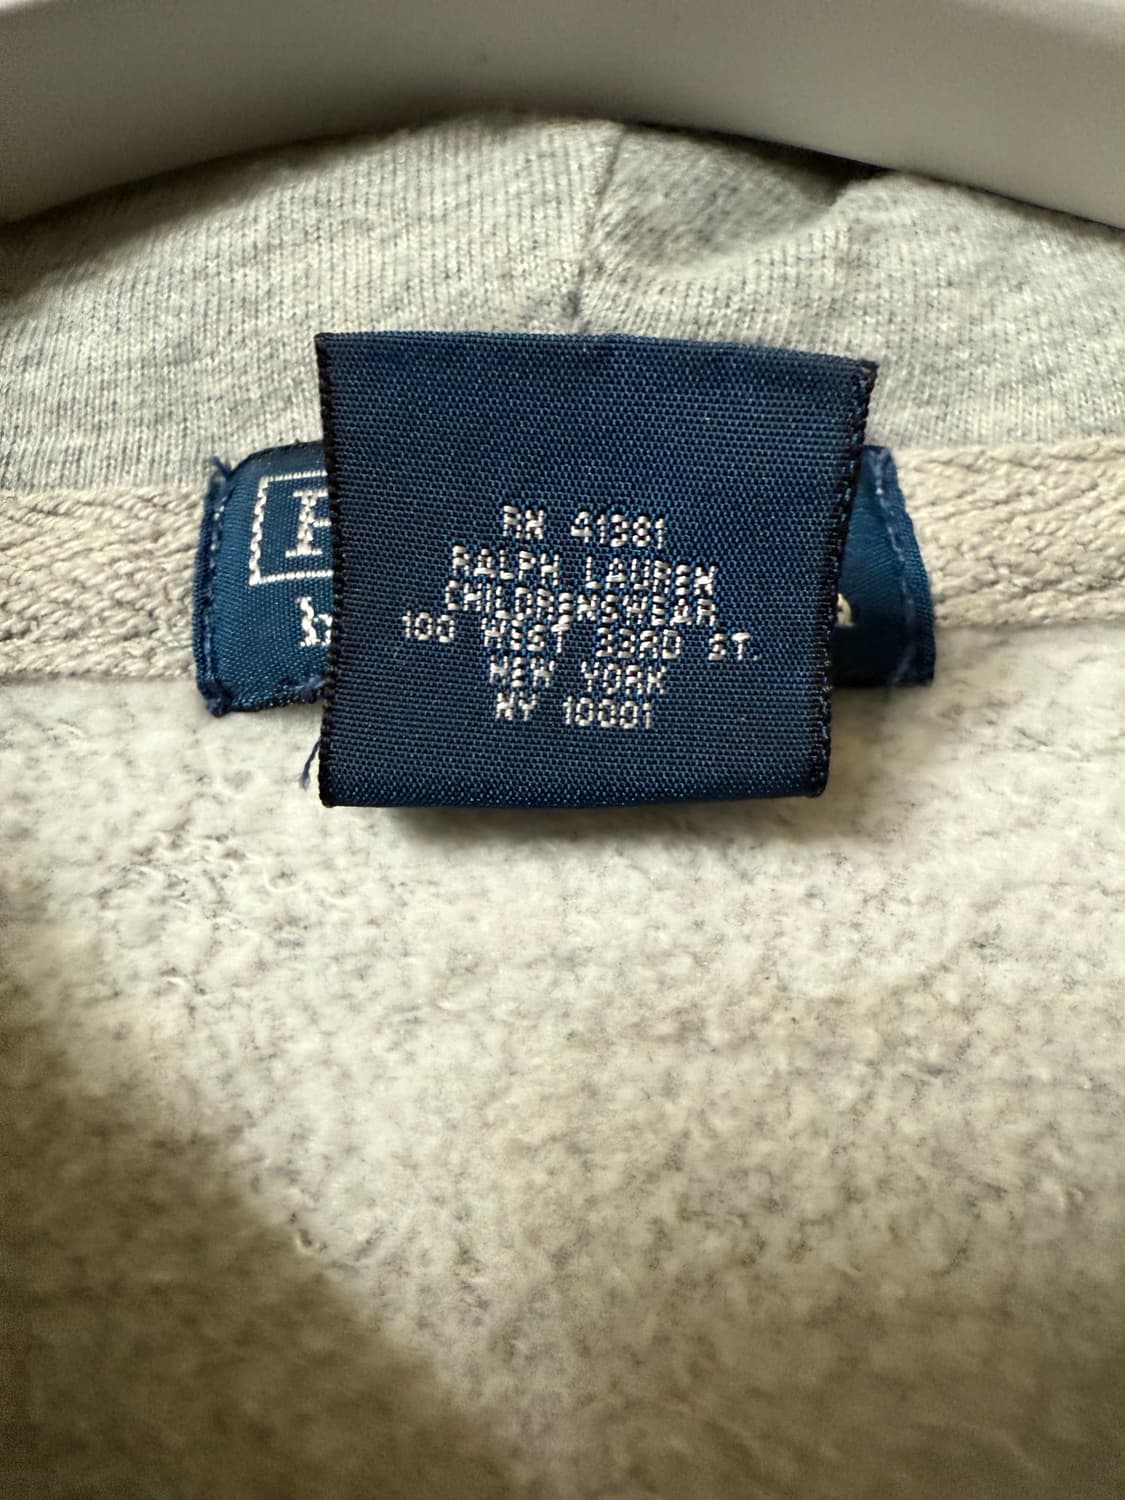 RN 41381
RALPH LAUREN
CHILDRENSWEAR
100 WEST 33RD ST.
NEW YORK
NY 10001